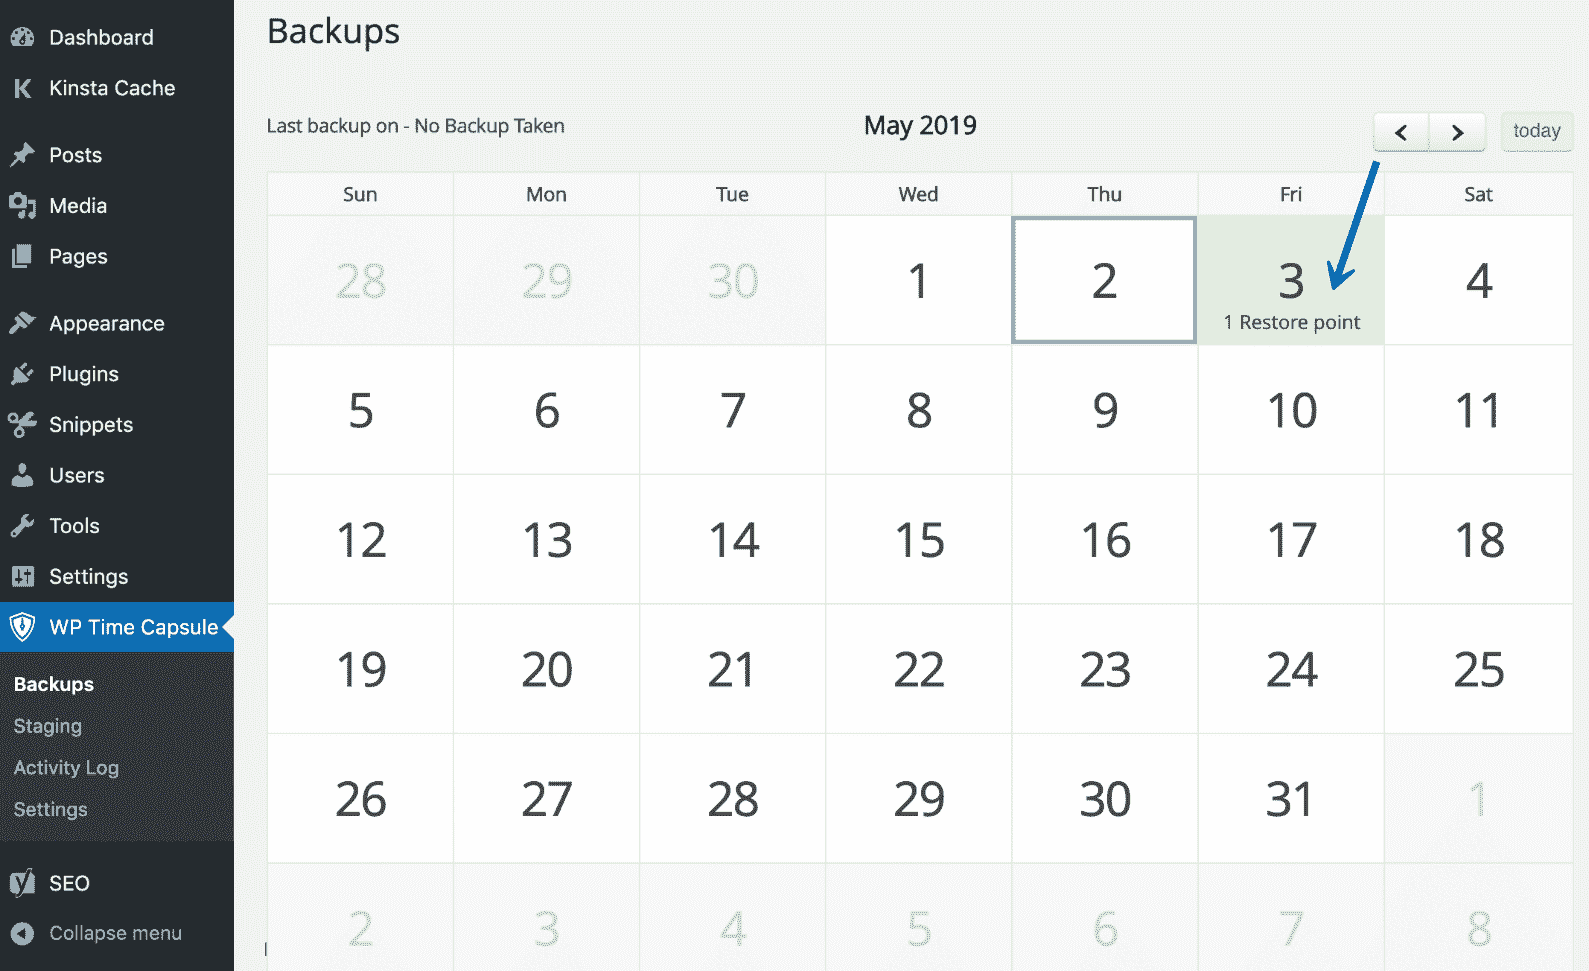 Dashboard
Kinsta Cache
Posts
Media
Pages
Appearance
Plugins
Snippets
Users
Tools
Settings
WP Time Capsule
Backups
Staging
Activity Log
Settings
SEO
Collapse menu
Backups
Last backup on - No Backup Taken
May 2019
< > today
Sun Mon Tue Wed Thu Fri Sat
28 29 30 1 2 3 4
1 Restore point
5 6 7 8 9 10 11
12 13 14 15 16 17 18
19 20 21 22 23 24 25
26 27 28 29 30 31 1
2 3 4 5 6 7 8